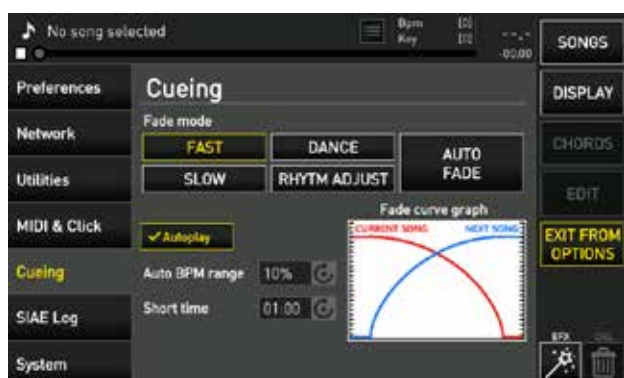 No song selected
Bpm
Key
--.-
-00.00
SONGS
DISPLAY
CHORDS
EDIT
EXIT FROM
OPTIONS
EFX
Preferences
Network
Utilities
MIDI & Click
Cueing
SIAE Log
System
Cueing
Fade mode
FAST
DANCE
AUTO
FADE
SLOW
RHYTM ADJUST
Fade curve graph
CURRENT SONG
NEXT SONG
Autoplay
Auto BPM range
10%
Short time
01.00